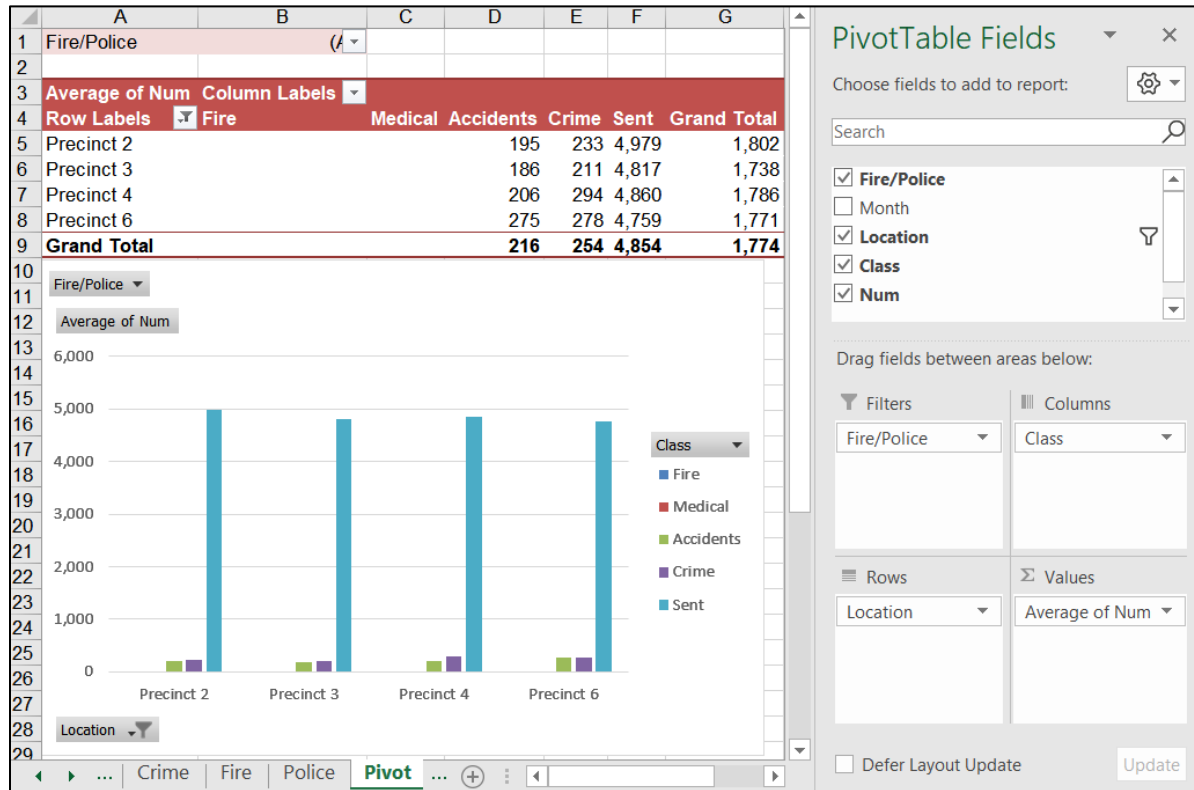 A B C D E F G
1 Fire/Police (A
2
3 Average of Num Column Labels
4 Row Labels Fire Medical Accidents Crime Sent Grand Total
5 Precinct 2 195 233 4,979 1,802
6 Precinct 3 186 211 4,817 1,738
7 Precinct 4 206 294 4,860 1,786
8 Precinct 6 275 278 4,759 1,771
9 Grand Total 216 254 4,854 1,774
10
11
12
13
14
15
16
17
18
19
20
21
22
23
24
25
26
27
28
29
Fire/Police
Average of Num
6,000
5,000
4,000
3,000
2,000
1,000
0
Precinct 2 Precinct 3 Precinct 4 Precinct 6
Class
Fire
Medical
Accidents
Crime
Sent
Location
... Crime Fire Police Pivot ...
PivotTable Fields
Choose fields to add to report:
Search
Fire/Police
Month
Location
Class
Num
Drag fields between areas below:
Filters
Fire/Police
Columns
Class
Rows
Location
Σ Values
Average of Num
Defer Layout Update
Update